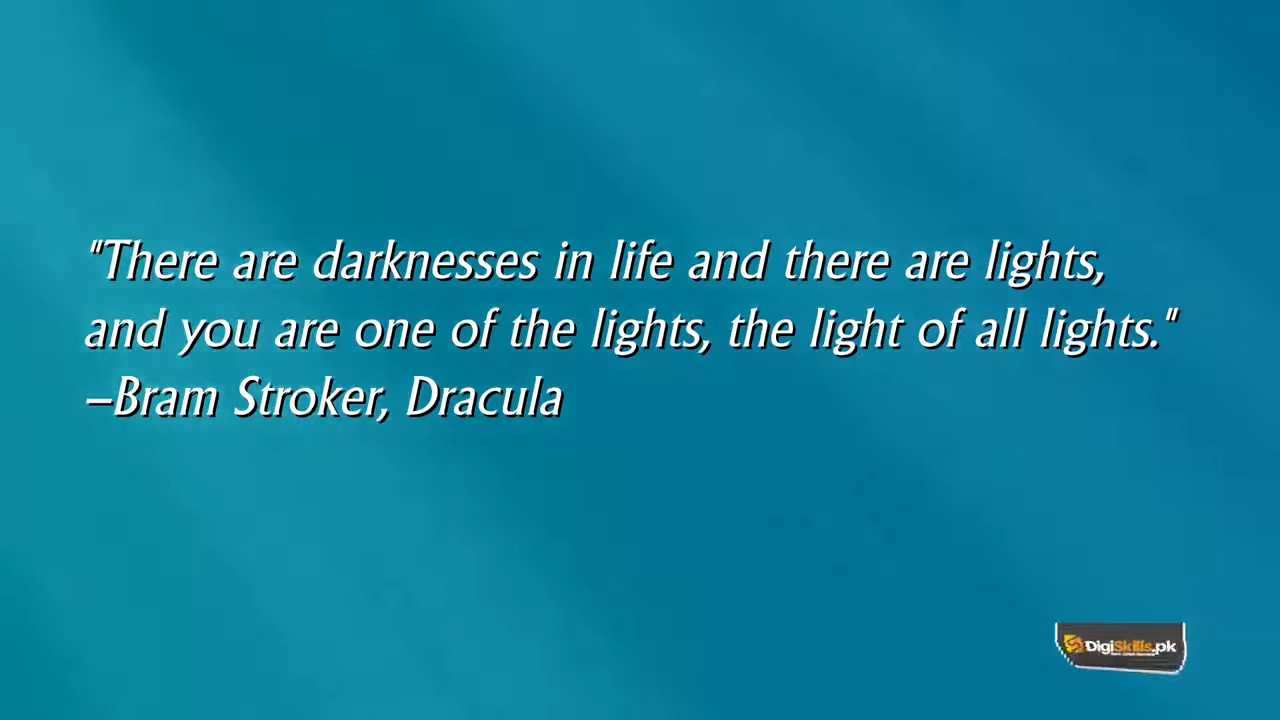 "There are darknesses in life and there are lights,
and you are one of the lights, the light of all lights."
–Bram Stroker, Dracula
DigiSkills.pk